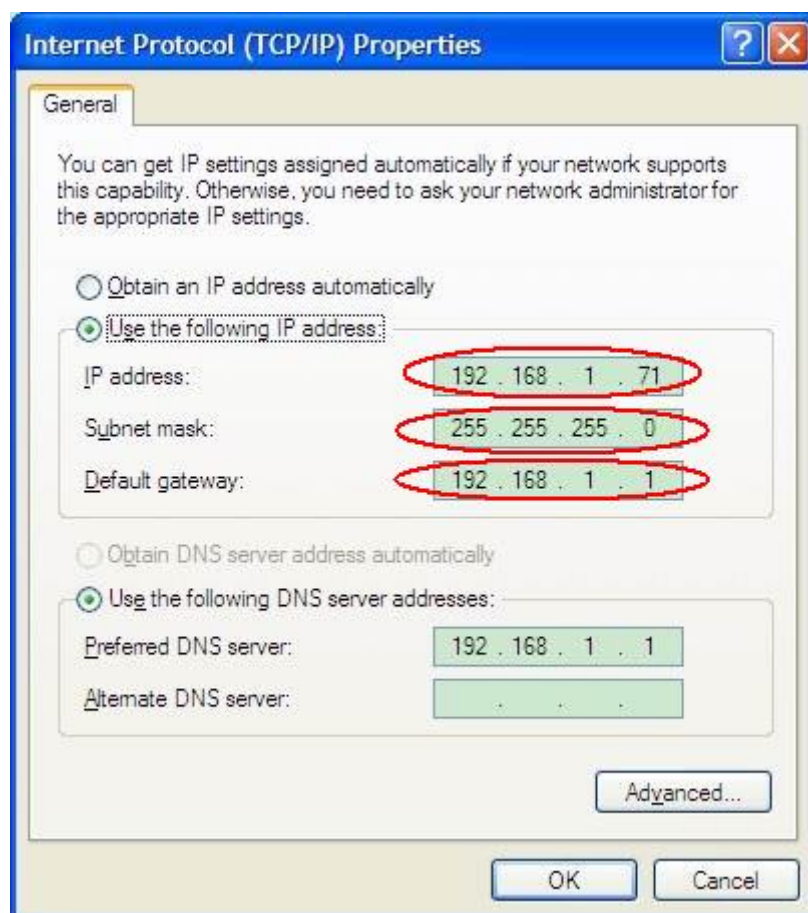 Internet Protocol (TCP/IP) Properties
General
You can get IP settings assigned automatically if your network supports
this capability. Otherwise, you need to ask your network administrator for
the appropriate IP settings.
Obtain an IP address automatically
Use the following IP address:
IP address: 192 . 168 . 1 . 71
Subnet mask: 255 . 255 . 255 . 0
Default gateway: 192 . 168 . 1 . 1
Obtain DNS server address automatically
Use the following DNS server addresses:
Preferred DNS server: 192 . 168 . 1 . 1
Alternate DNS server: . . .
Advanced...
OK Cancel